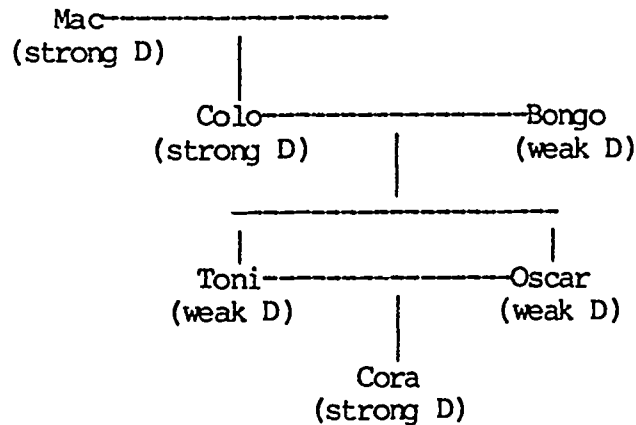 Mac
(strong D)
Colo Bongo
(strong D) (weak D)
Toni Oscar
(weak D) (weak D)
Cora
(strong D)